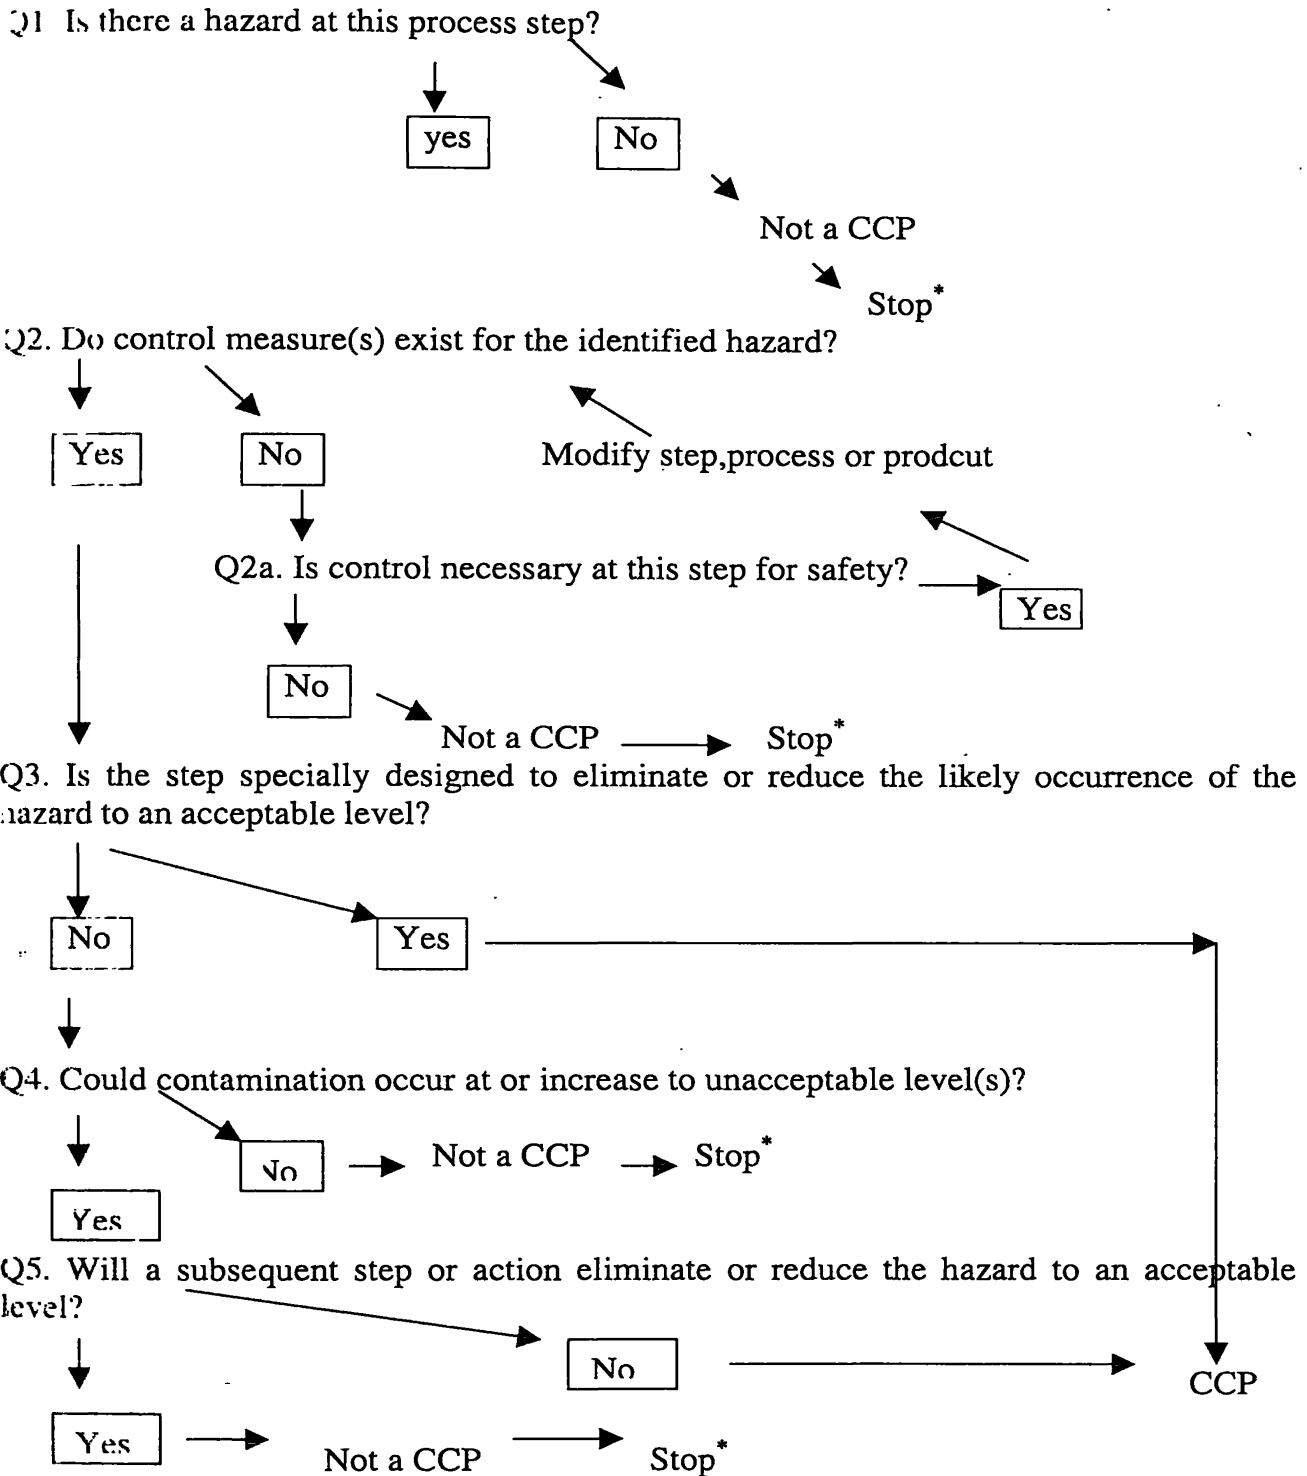 Q1 Is there a hazard at this process step?
yes No
Not a CCP
Stop*
Q2. Do control measure(s) exist for the identified hazard?
Yes No Modify step,process or prodcut
Q2a. Is control necessary at this step for safety?
Yes
No
Not a CCP Stop*
Q3. Is the step specially designed to eliminate or reduce the likely occurrence of the
hazard to an acceptable level?
No Yes
Q4. Could contamination occur at or increase to unacceptable level(s)?
No Not a CCP Stop*
Yes
Q5. Will a subsequent step or action eliminate or reduce the hazard to an acceptable
level?
No
CCP
Yes Not a CCP Stop*